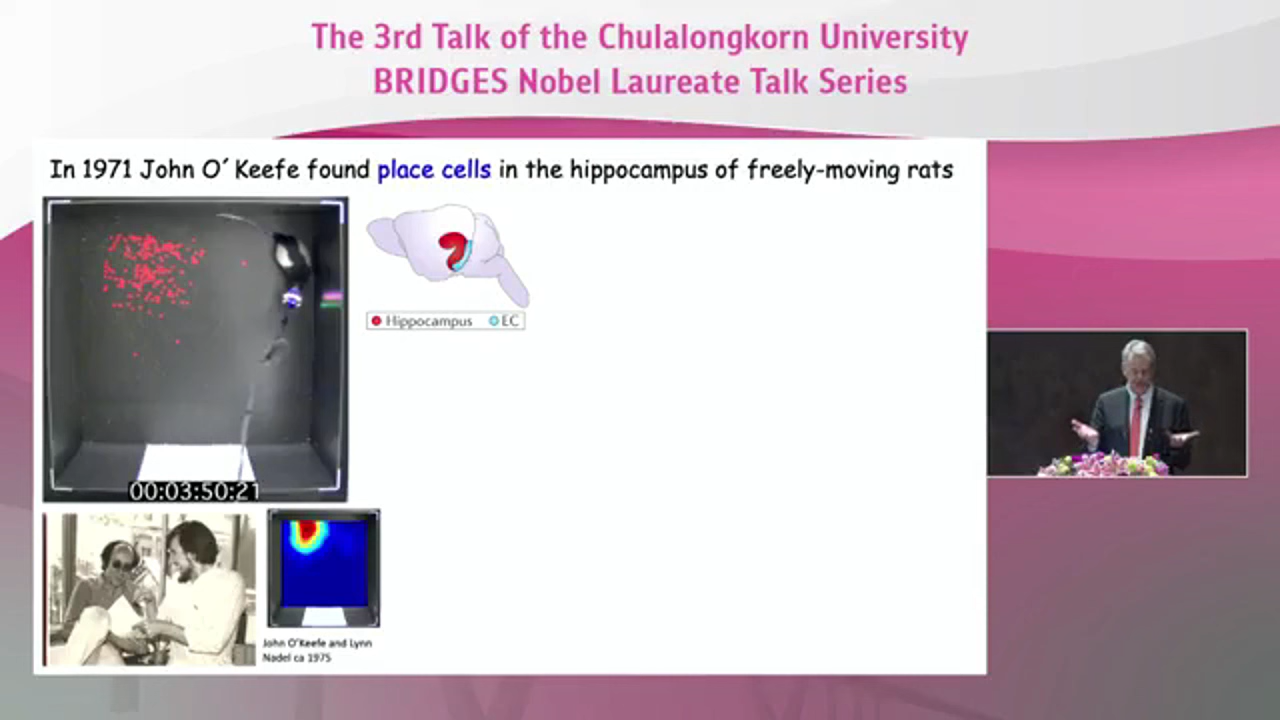 The 3rd Talk of the Chulalongkorn University
BRIDGES Nobel Laureate Talk Series
In 1971 John O´ Keefe found place cells in the hippocampus of freely-moving rats
Hippocampus EC
00:03:50:21
John O'Keefe and Lynn
Nadel ca 1975